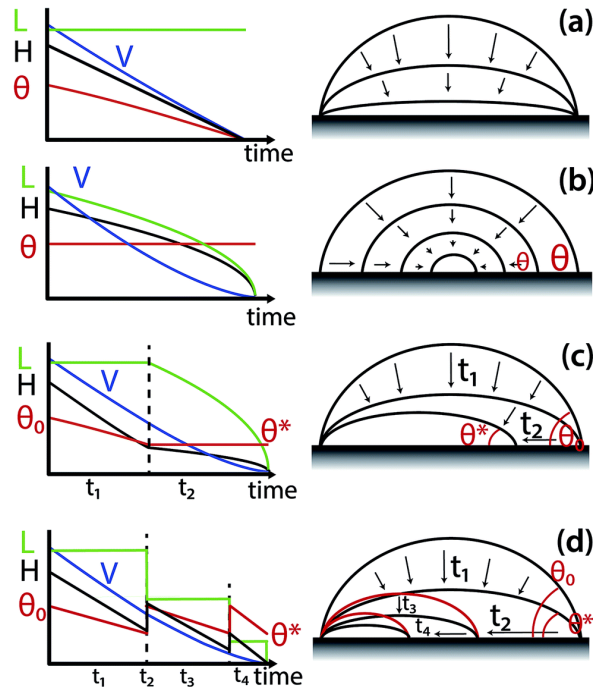 L
V
H
θ
time
(a)
L
V
H
θ
time
(b)
θ
θ
L
V
H
θ₀
θ*
t₁
t₂
time
(c)
t₁
t₂
θ*
θ₀
L
V
H
θ₀
θ*
t₁
t₂
t₃
t₄
time
(d)
t₁
θ₀
t₃
t₄
t₂
θ*